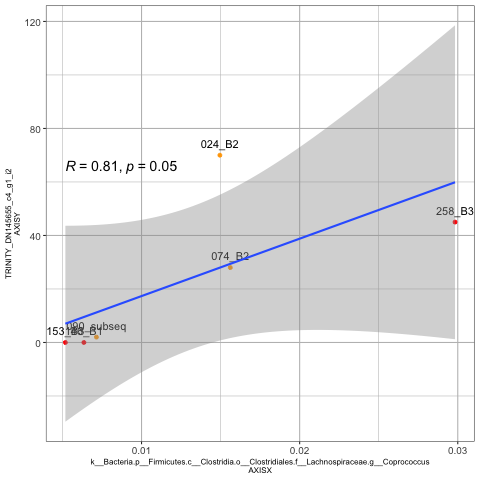 120
80
40
0
TRINITY_DN145655_c4_g1_i2
AXISY
R = 0.81, p = 0.05
024_B2
258_B3
074_B2
090_subseq
0.01
0.02
0.03
k__Bacteria.p__Firmicutes.c__Clostridia.o__Clostridiales.f__Lachnospiraceae.g__Coprococcus
AXISX